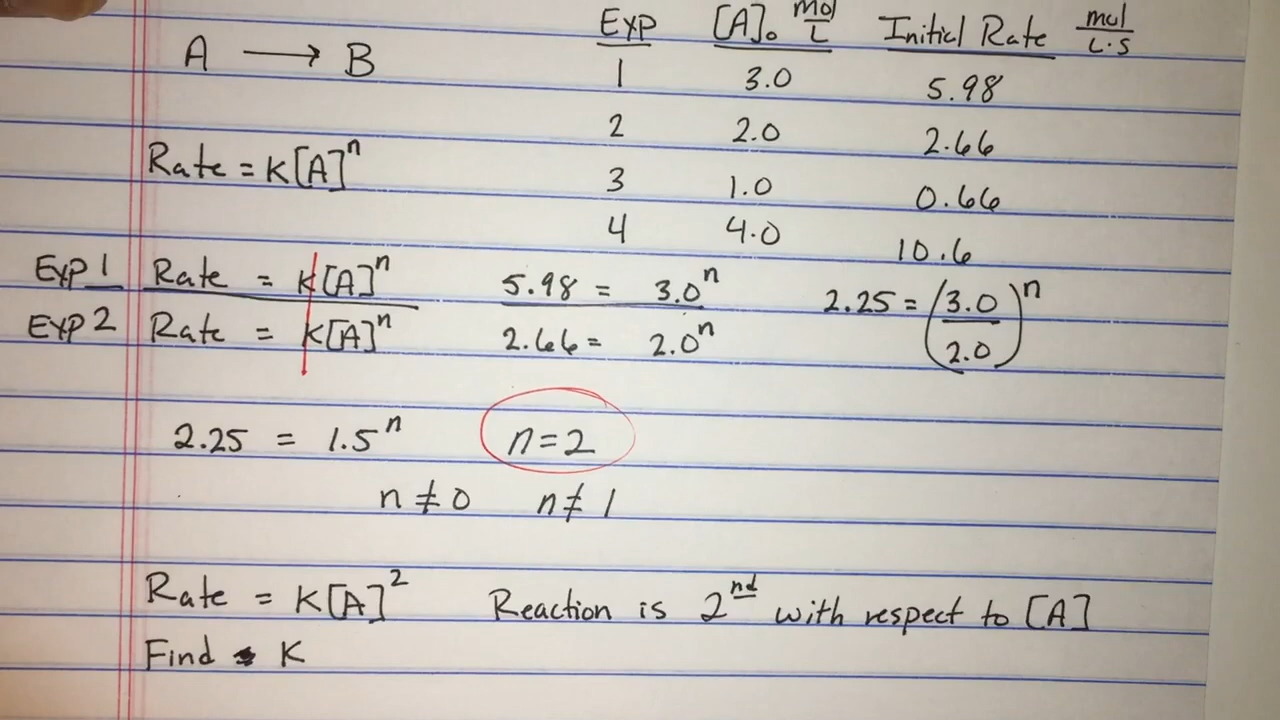 Exp [A]₀ mol/L Initial Rate mol/L·s
A → B
1 3.0 5.98
2 2.0 2.66
Rate = K[A]ⁿ
3 1.0 0.66
4 4.0 10.6
Exp 1 Rate = K[A]ⁿ 5.98 = 3.0ⁿ 2.25 = (3.0/2.0)ⁿ
Exp 2 Rate = K[A]ⁿ 2.66 = 2.0ⁿ
2.25 = 1.5ⁿ n=2
n ≠ 0 n ≠ 1
Rate = K[A]² Reaction is 2nd with respect to [A]
Find K